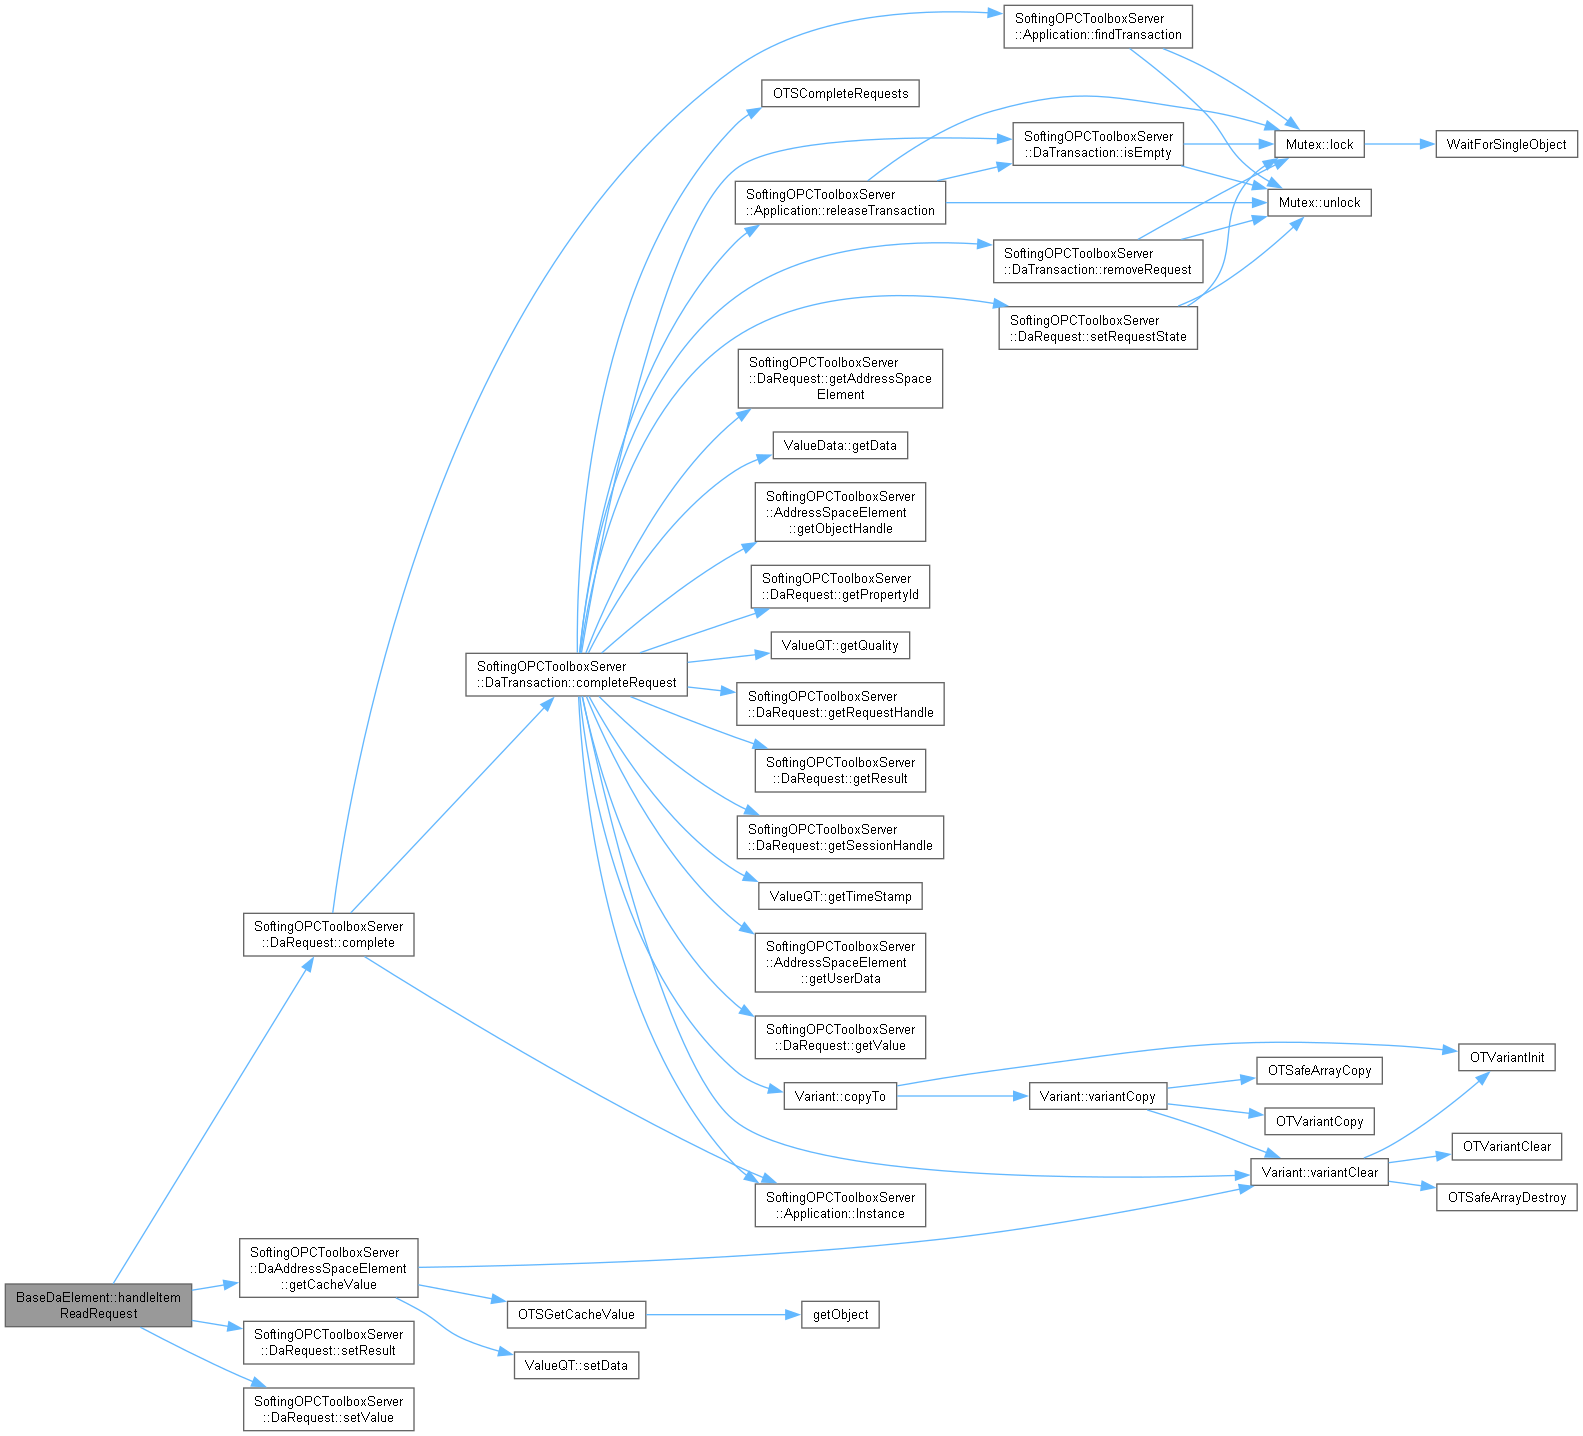 SoftingOPCToolboxServer
::Application::findTransaction
OTSCompleteRequests
SoftingOPCToolboxServer
::DaTransaction::isEmpty
Mutex::lock
WaitForSingleObject
SoftingOPCToolboxServer
::Application::releaseTransaction
Mutex::unlock
SoftingOPCToolboxServer
::DaTransaction::removeRequest
SoftingOPCToolboxServer
::DaRequest::setRequestState
SoftingOPCToolboxServer
::DaRequest::getAddressSpace
Element
ValueData::getData
SoftingOPCToolboxServer
::AddressSpaceElement
::getObjectHandle
SoftingOPCToolboxServer
::DaRequest::getPropertyId
ValueQT::getQuality
SoftingOPCToolboxServer
::DaTransaction::completeRequest
SoftingOPCToolboxServer
::DaRequest::getRequestHandle
SoftingOPCToolboxServer
::DaRequest::getResult
SoftingOPCToolboxServer
::DaRequest::getSessionHandle
ValueQT::getTimeStamp
SoftingOPCToolboxServer
::DaRequest::complete
SoftingOPCToolboxServer
::AddressSpaceElement
::getUserData
SoftingOPCToolboxServer
::DaRequest::getValue
OTVariantInit
OTSafeArrayCopy
Variant::copyTo
Variant::variantCopy
OTVariantCopy
OTVariantClear
Variant::variantClear
OTSafeArrayDestroy
SoftingOPCToolboxServer
::Application::Instance
SoftingOPCToolboxServer
::DaAddressSpaceElement
::getCacheValue
BaseDaElement::handleItem
ReadRequest
OTSGetCacheValue
getObject
SoftingOPCToolboxServer
::DaRequest::setResult
ValueQT::setData
SoftingOPCToolboxServer
::DaRequest::setValue